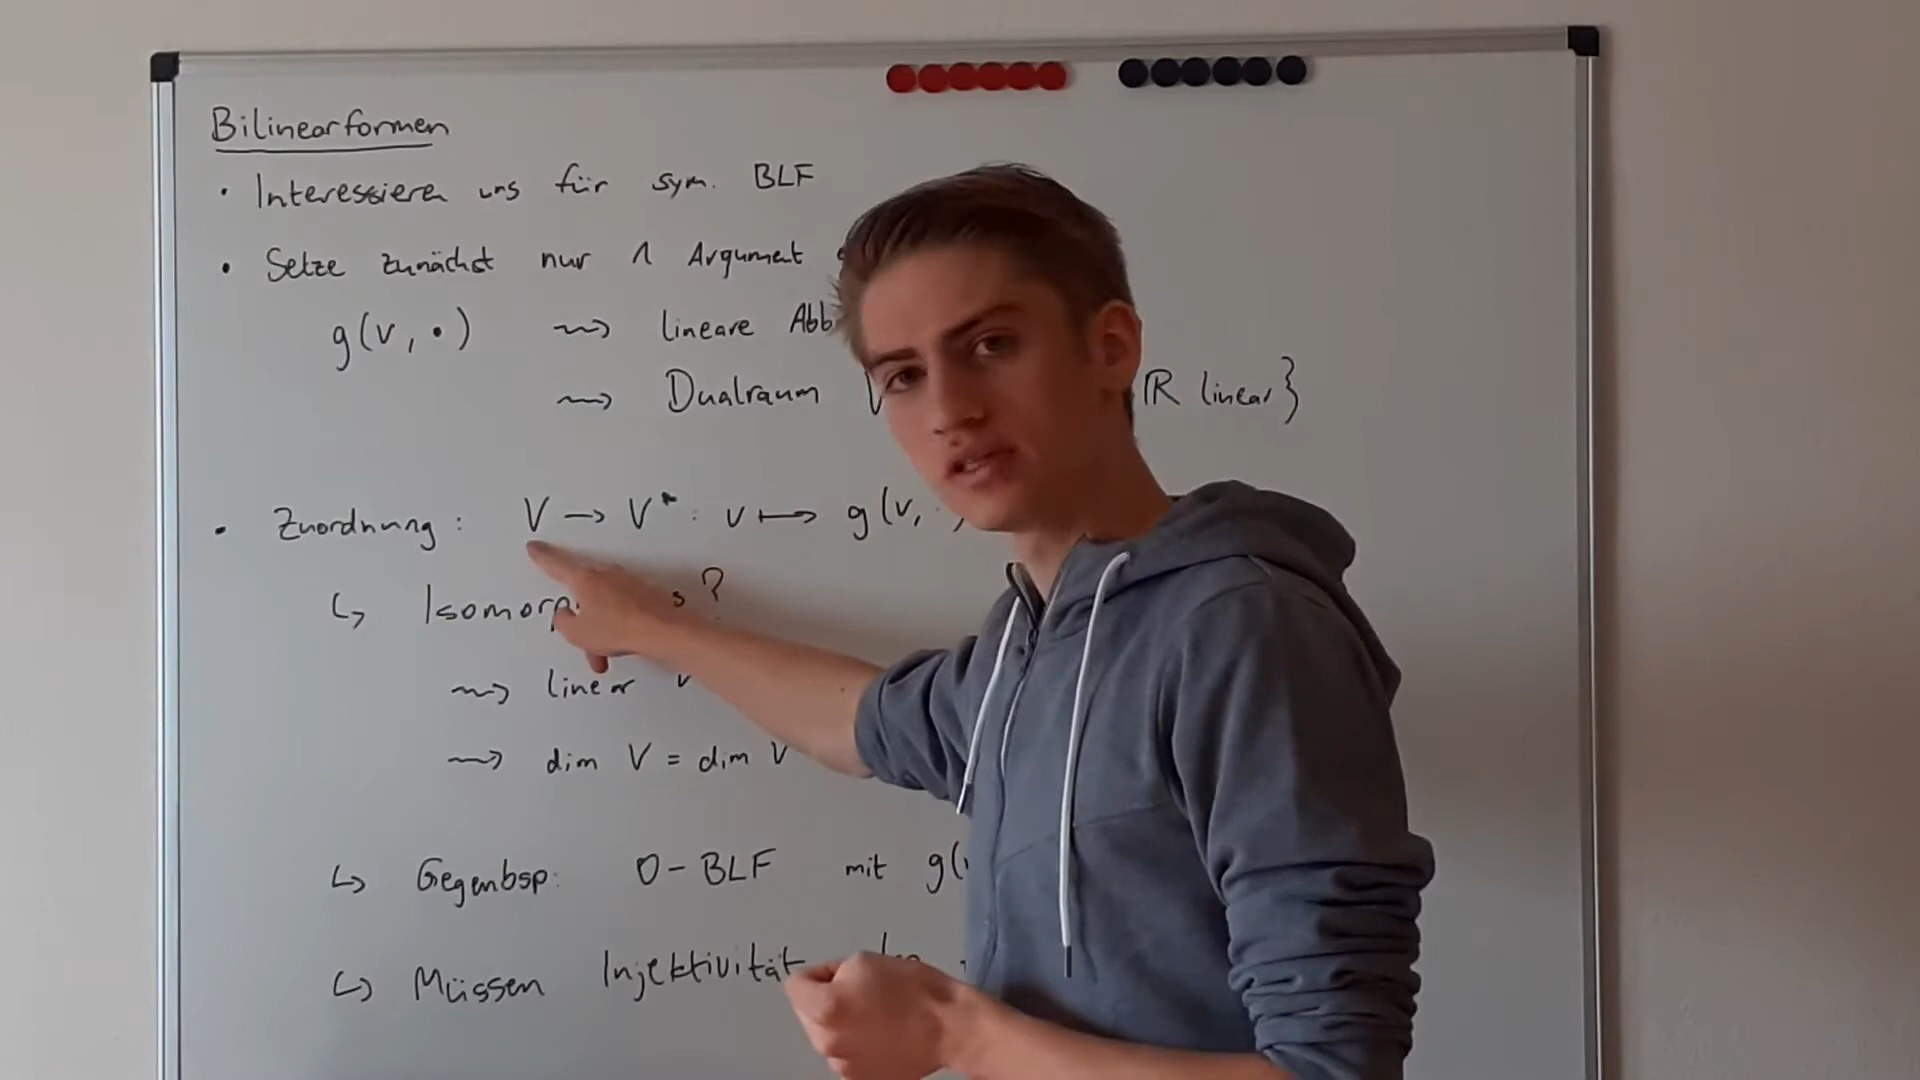 Bilinearformen
• Interessieren uns für sym. BLF
• Setze zunächst nur 1 Argument
g(v, •) ⇝ lineare Abb
⇝ Dualraum V ℝ linear}
• Zuordnung: V → V*: v ↦ g(v, ·)
↳ ?
⇝ linear
⇝ dim V = dim V
↳ Gegenbsp: 0-BLF mit g(
↳ Müssen Injektivität